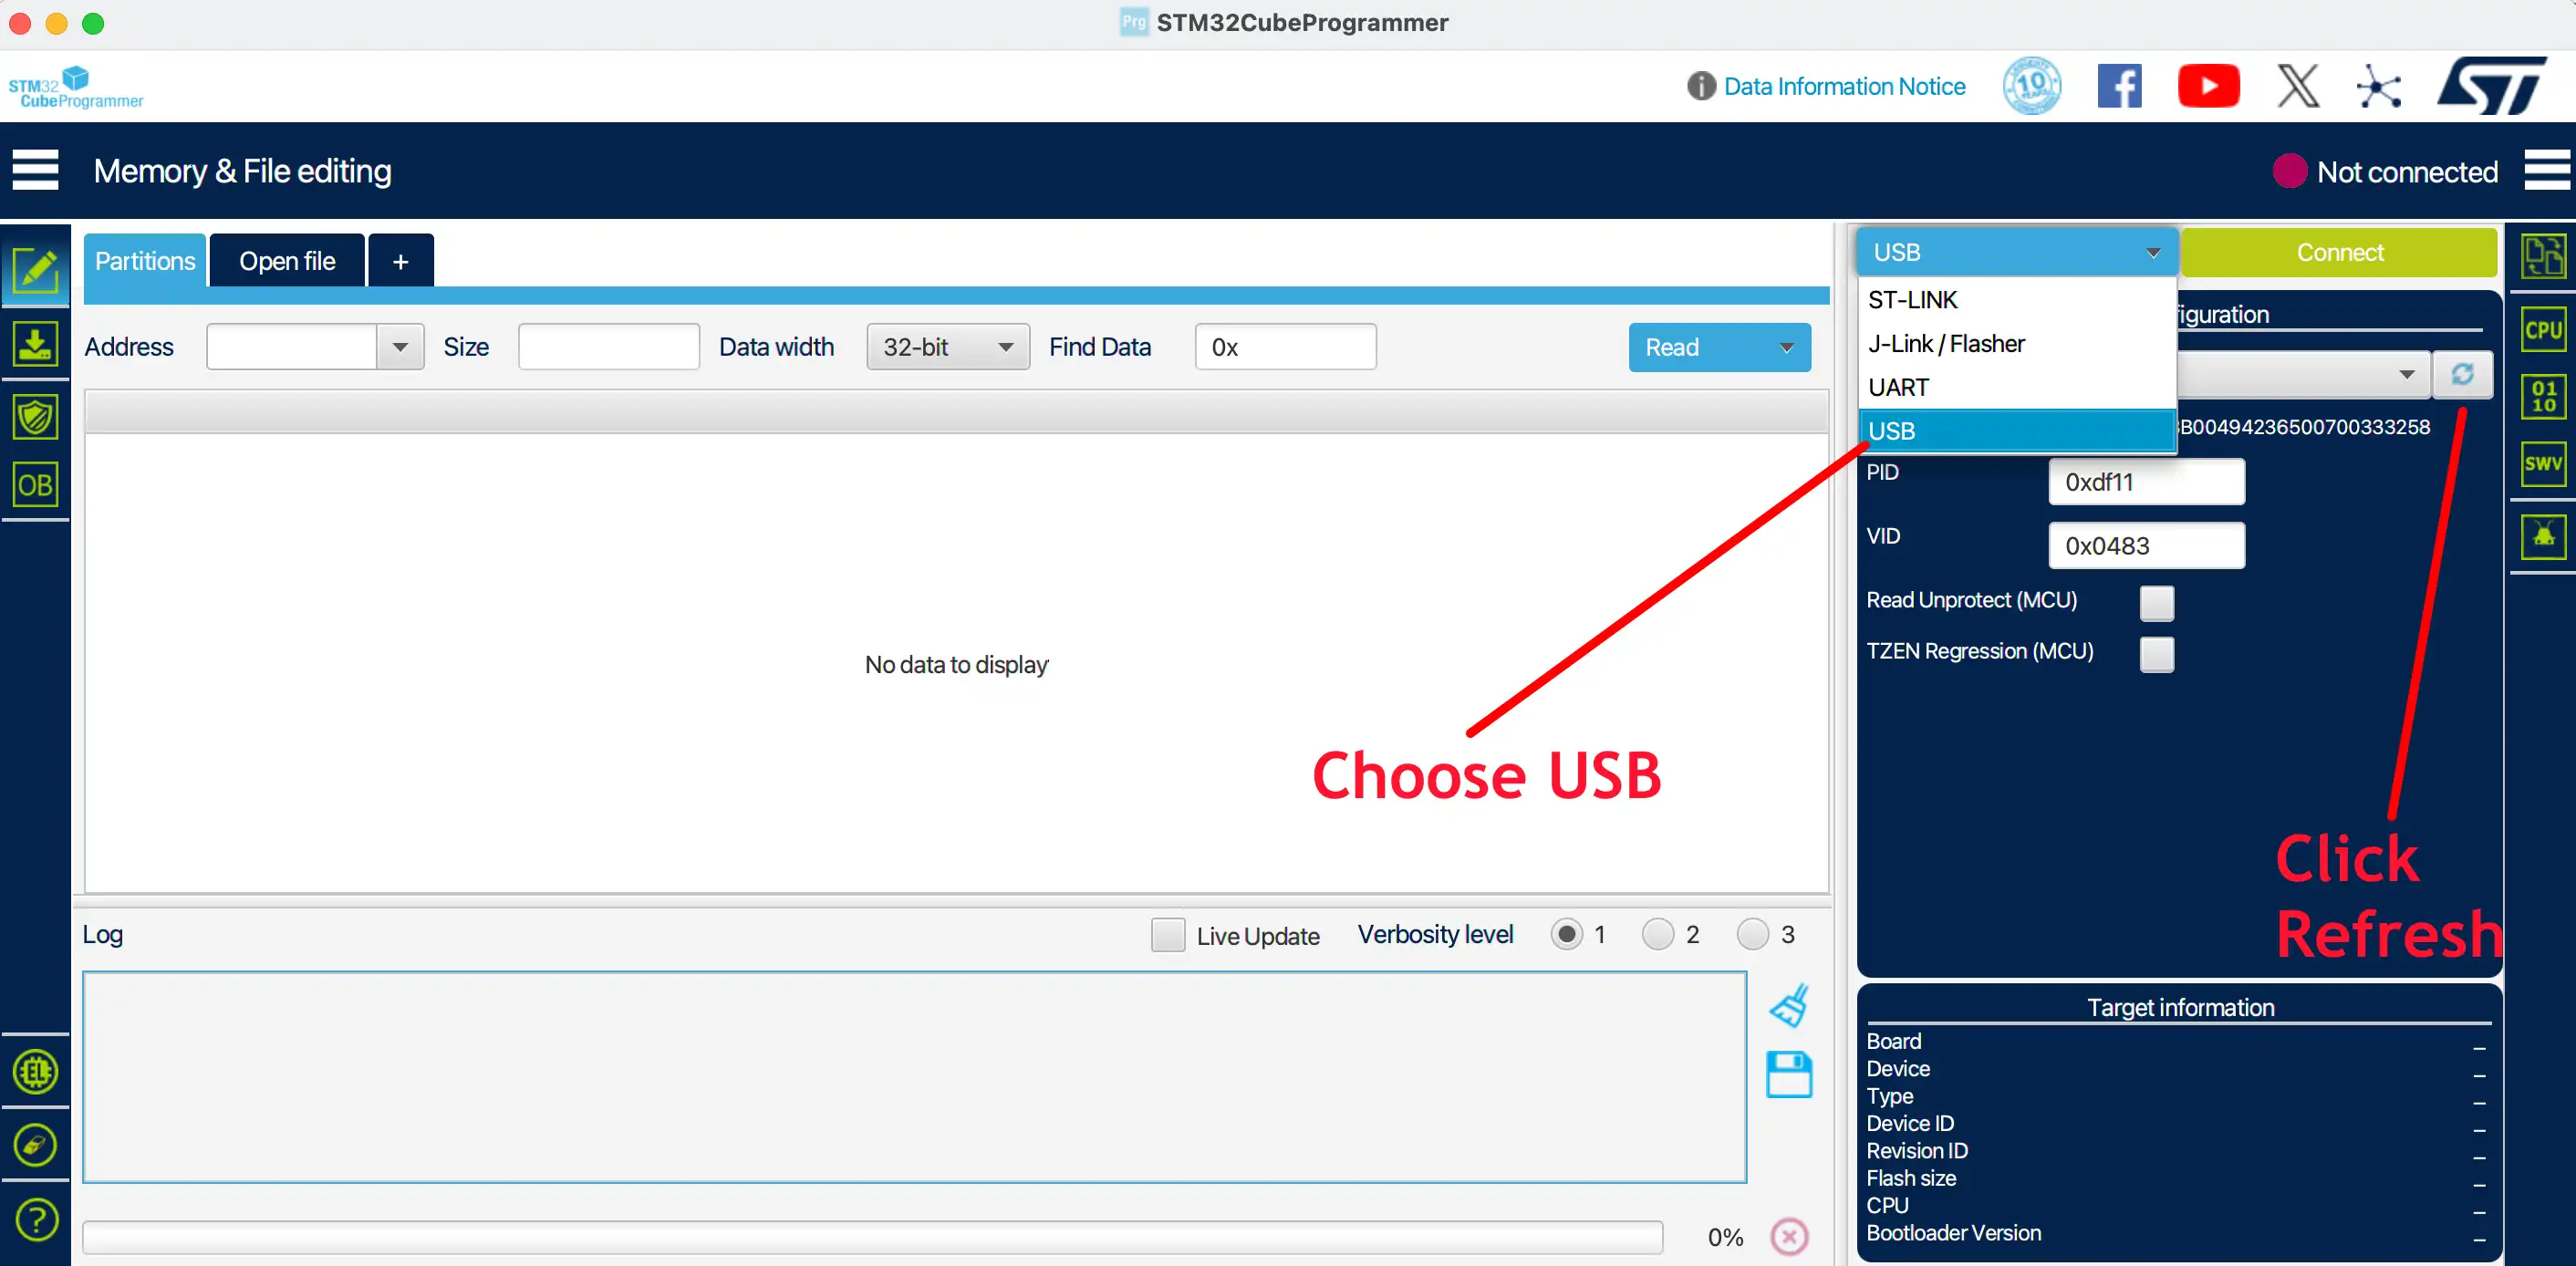 Prg STM32CubeProgrammer
STM32
CubeProgrammer
Data Information Notice
10
ST
Memory & File editing
Not connected
Partitions
Open file
+
USB
Connect
ST-LINK
J-Link / Flasher
UART
USB
iguration
Address
Size
Data width
32-bit
Find Data
0x
Read
B00494236500700333258
PID
0xdf11
VID
0x0483
Read Unprotect (MCU)
TZEN Regression (MCU)
No data to display
Choose USB
Click
Refresh
OB
CPU
01
10
SWV
Log
Live Update
Verbosity level
1
2
3
EL
?
0%
Target information
Board –
Device –
Type –
Device ID –
Revision ID –
Flash size –
CPU –
Bootloader Version –